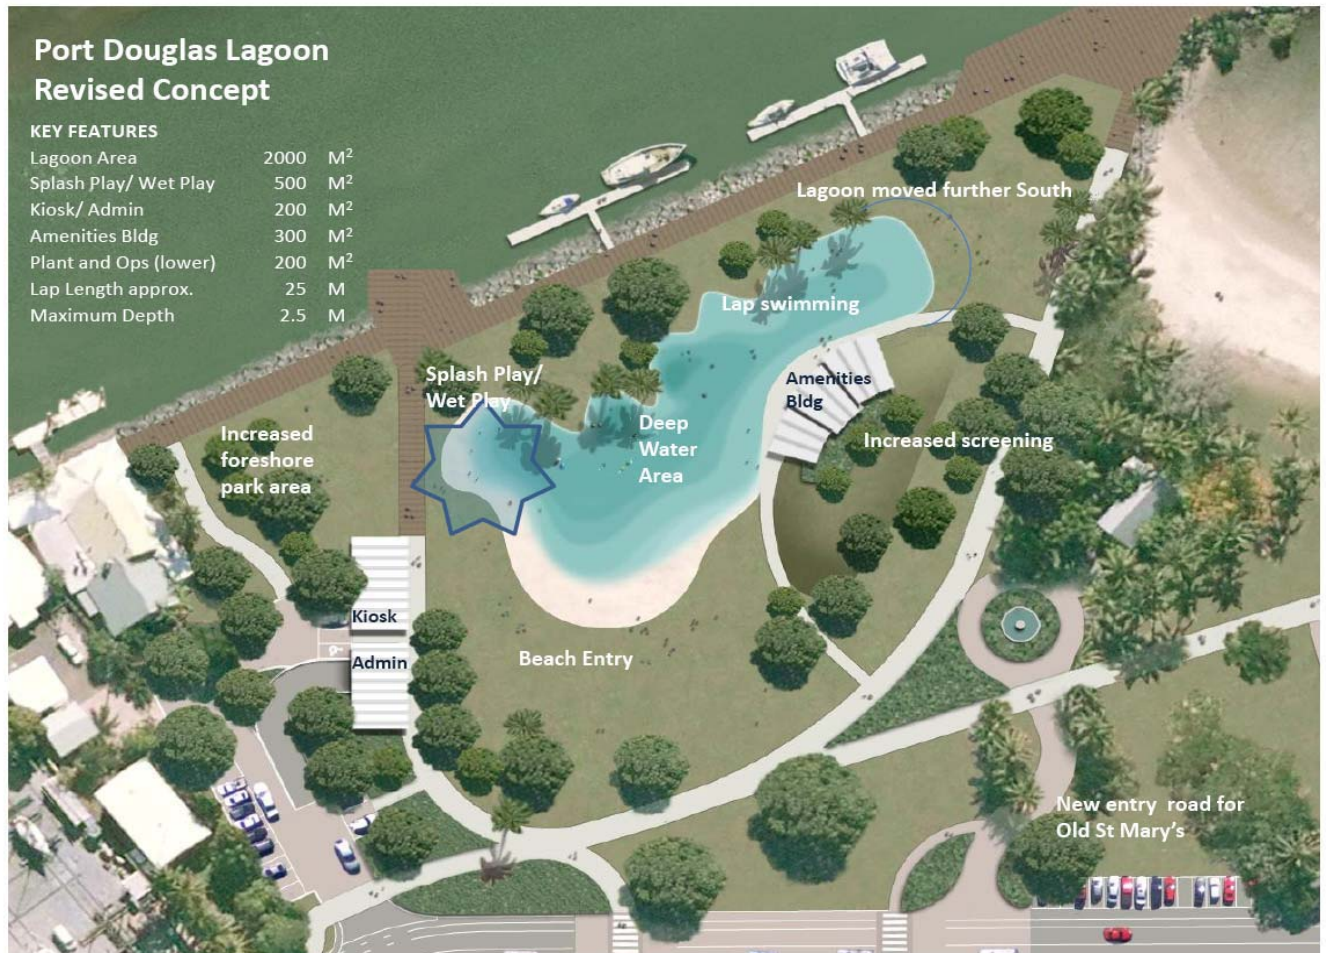 Port Douglas Lagoon
Revised Concept
KEY FEATURES
Lagoon Area 2000 M²
Splash Play/ Wet Play 500 M²
Kiosk/ Admin 200 M²
Amenities Bldg 300 M²
Plant and Ops (lower) 200 M²
Lap Length approx. 25 M
Maximum Depth 2.5 M
Lagoon moved further South
Lap swimming
Splash Play/
Wet Play
Amenities
Bldg
Deep
Water
Area
Increased screening
Increased
foreshore
park area
Kiosk
Admin
Beach Entry
New entry road for
Old St Mary's